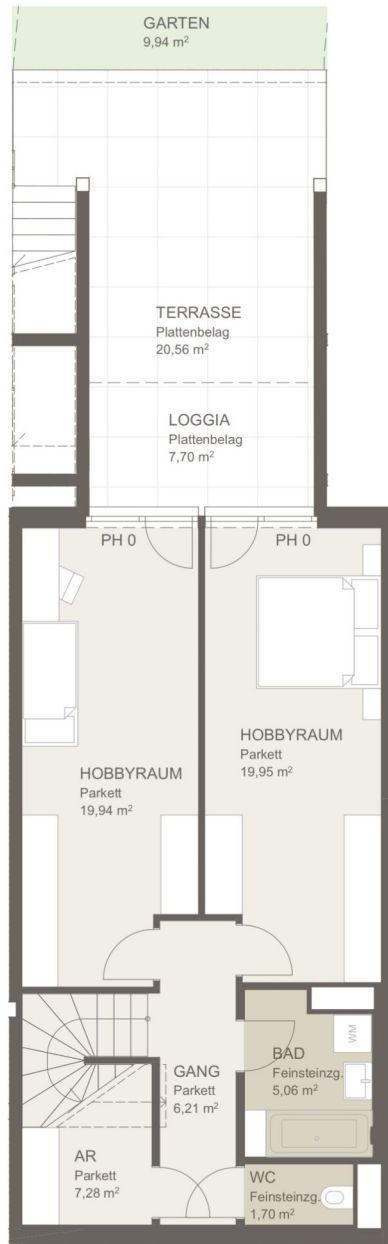 GARTEN
9,94 m²
TERRASSE
Plattenbelag
20,56 m²
LOGGIA
Plattenbelag
7,70 m²
PH 0
PH 0
HOBBYRAUM
Parkett
19,95 m²
HOBBYRAUM
Parkett
19,94 m²
WM
BAD
Feinsteinzg.
5,06 m²
GANG
Parkett
6,21 m²
AR
Parkett
7,28 m²
WC
Feinsteinzg.
1,70 m²